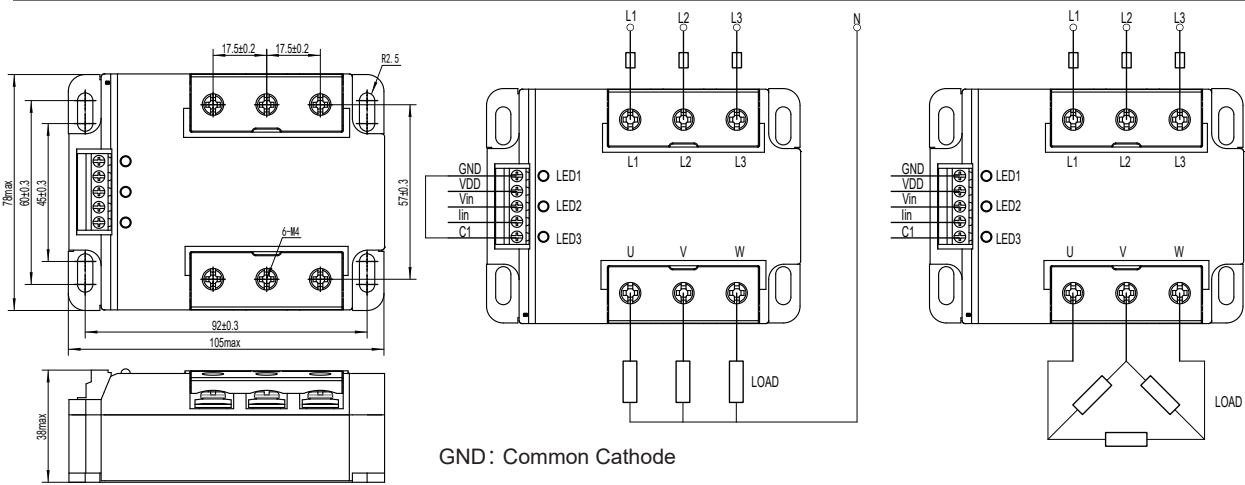 17.5±0.2
17.5±0.2
R2.5
78max
60±0.3
45±0.3
57±0.3
6-M4
92±0.3
105max
38max
L1
L2
L3
N
L1
L2
L3
GND
VDD
Vin
Iin
C1
LED1
LED2
LED3
U
V
W
LOAD
L1
L2
L3
L1
L2
L3
GND
VDD
Vin
Iin
C1
LED1
LED2
LED3
U
V
W
LOAD
GND: Common Cathode